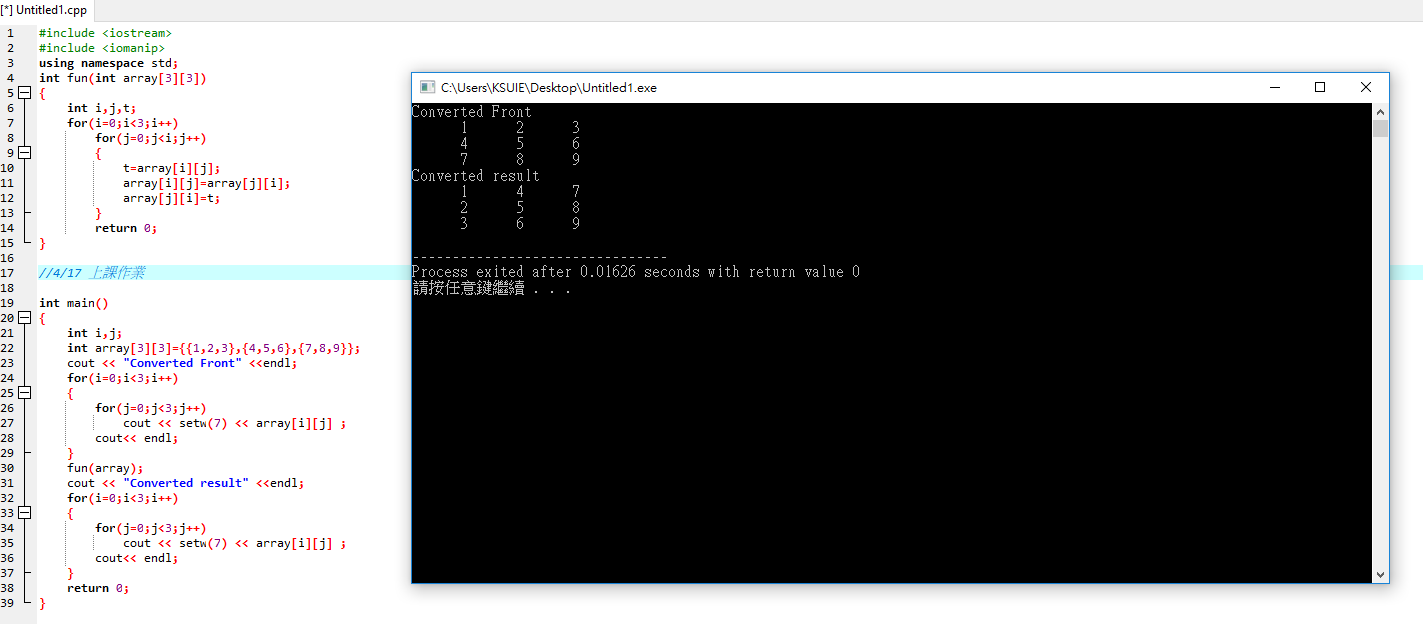 [*] Untitled1.cpp
1 #include <iostream>
2 #include <iomanip>
3 using namespace std;
4 int fun(int array[3][3])
5 {
6 int i,j,t;
7 for(i=0;i<3;i++)
8 for(j=0;j<i;j++)
9 {
10 t=array[i][j];
11 array[i][j]=array[j][i];
12 array[j][i]=t;
13 }
14 return 0;
15 }
16
17 //4/17 上課作業
18
19 int main()
20 {
21 int i,j;
22 int array[3][3]={{1,2,3},{4,5,6},{7,8,9}};
23 cout << "Converted Front" <<endl;
24 for(i=0;i<3;i++)
25 {
26 for(j=0;j<3;j++)
27 cout << setw(7) << array[i][j] ;
28 cout<< endl;
29 }
30 fun(array);
31 cout << "Converted result" <<endl;
32 for(i=0;i<3;i++)
33 {
34 for(j=0;j<3;j++)
35 cout << setw(7) << array[i][j] ;
36 cout<< endl;
37 }
38 return 0;
39 }
C:\Users\KSUIE\Desktop\Untitled1.exe
Converted Front
1 2 3
4 5 6
7 8 9
Converted result
1 4 7
2 5 8
3 6 9
--------------------------------
Process exited after 0.01626 seconds with return value 0
請按任意鍵繼續 . . .